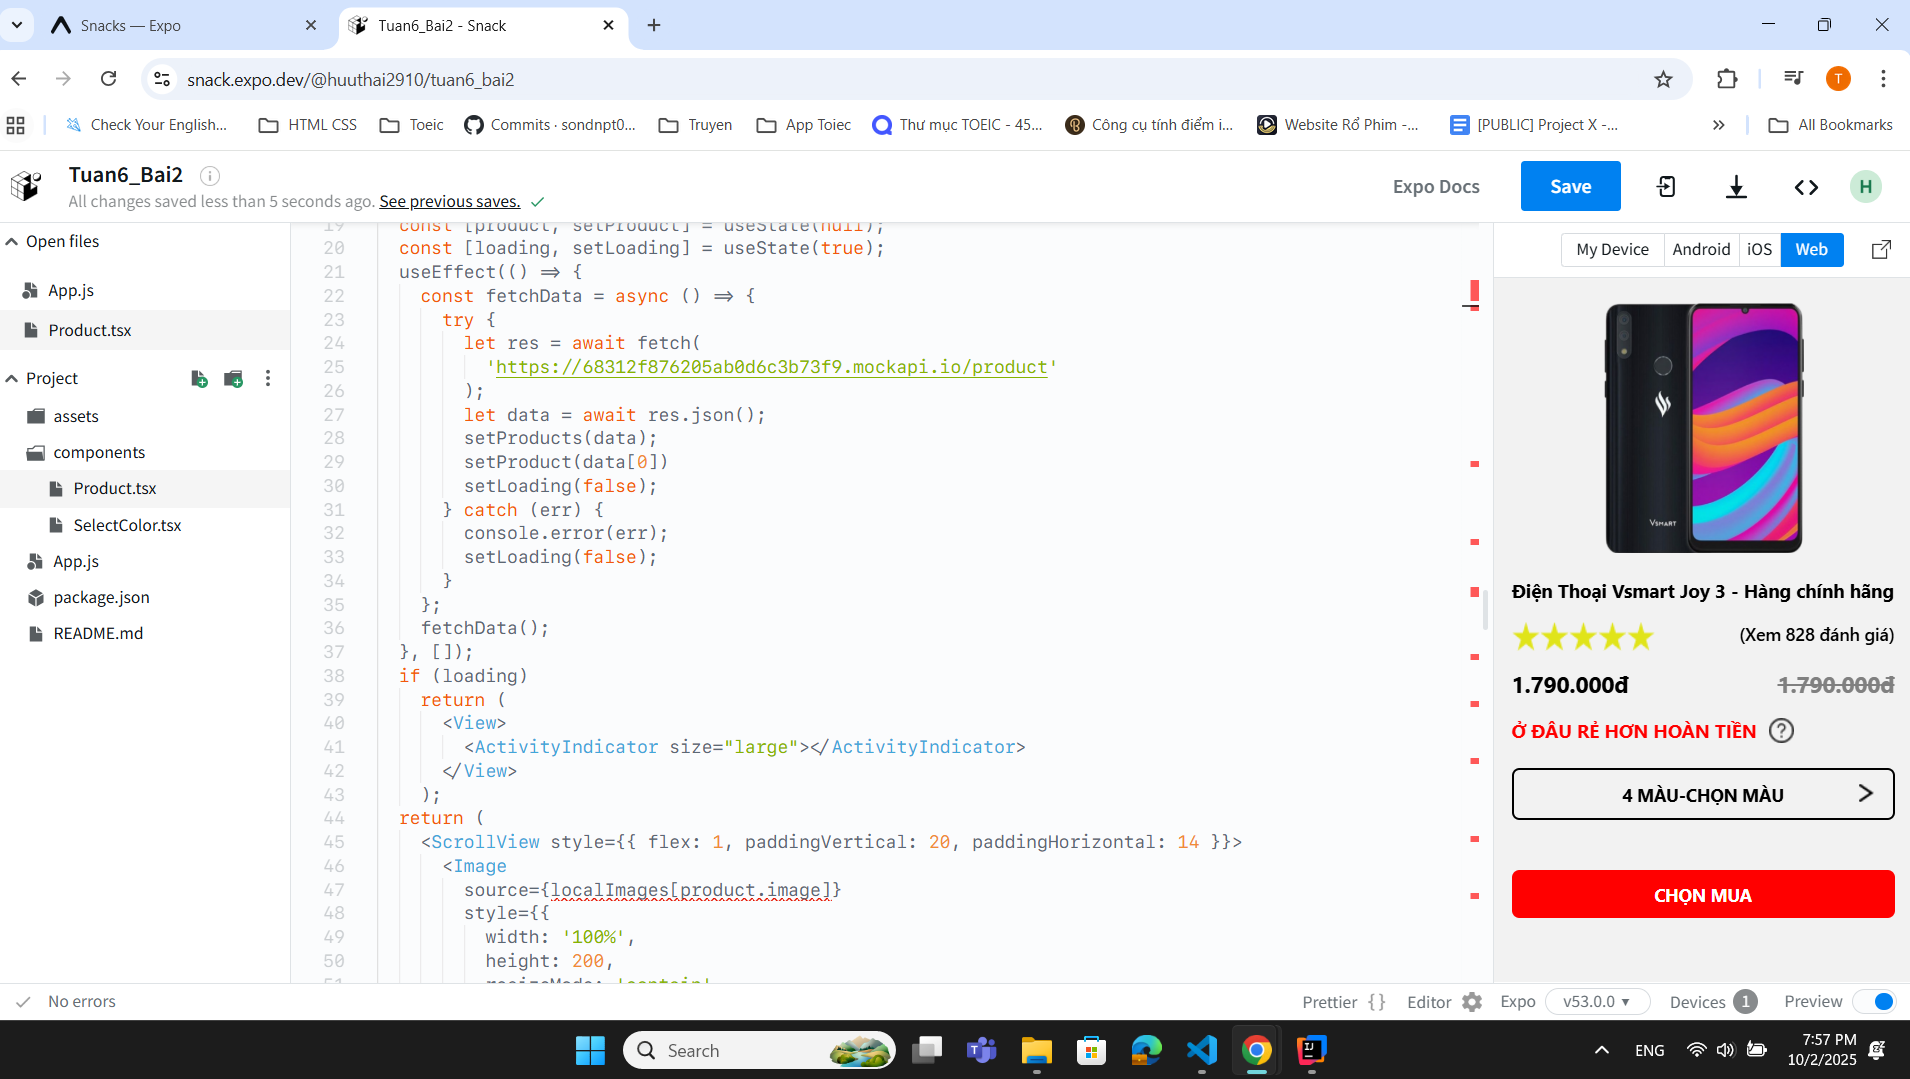 Snacks — Expo
Tuan6_Bai2 - Snack
snack.expo.dev/@huuthai2910/tuan6_bai2
Check Your English...
HTML CSS
Toeic
Commits · sondnpt0...
Truyen
App Toiec
Thư mục TOEIC - 45...
Công cụ tính điểm i...
Website Rổ Phim -...
[PUBLIC] Project X -...
»
All Bookmarks
T
Tuan6_Bai2
All changes saved less than 5 seconds ago. See previous saves.
Expo Docs
Save
H
Open files
App.js
Product.tsx
Project
assets
components
Product.tsx
SelectColor.tsx
App.js
package.json
README.md
19 const [product, setProduct] = useState(null);
20 const [loading, setLoading] = useState(true);
21 useEffect(() => {
22 const fetchData = async () => {
23 try {
24 let res = await fetch(
25 'https://68312f876205ab0d6c3b73f9.mockapi.io/product'
26 );
27 let data = await res.json();
28 setProducts(data);
29 setProduct(data[0])
30 setLoading(false);
31 } catch (err) {
32 console.error(err);
33 setLoading(false);
34 }
35 };
36 fetchData();
37 }, []);
38 if (loading)
39 return (
40 <View>
41 <ActivityIndicator size="large"></ActivityIndicator>
42 </View>
43 );
44 return (
45 <ScrollView style={{ flex: 1, paddingVertical: 20, paddingHorizontal: 14 }}>
46 <Image
47 source={localImages[product.image]}
48 style={{
49 width: '100%',
50 height: 200,
51 resizeMode: 'contain'
My Device
Android
iOS
Web
VSMART
Điện Thoại Vsmart Joy 3 - Hàng chính hãng
(Xem 828 đánh giá)
1.790.000đ
1.790.000đ
Ở ĐÂU RẺ HƠN HOÀN TIỀN ?
4 MÀU-CHỌN MÀU
CHỌN MUA
No errors
Prettier { }
Editor
Expo
v53.0.0
Devices 1
Preview
Search
ENG
7:57 PM
10/2/2025